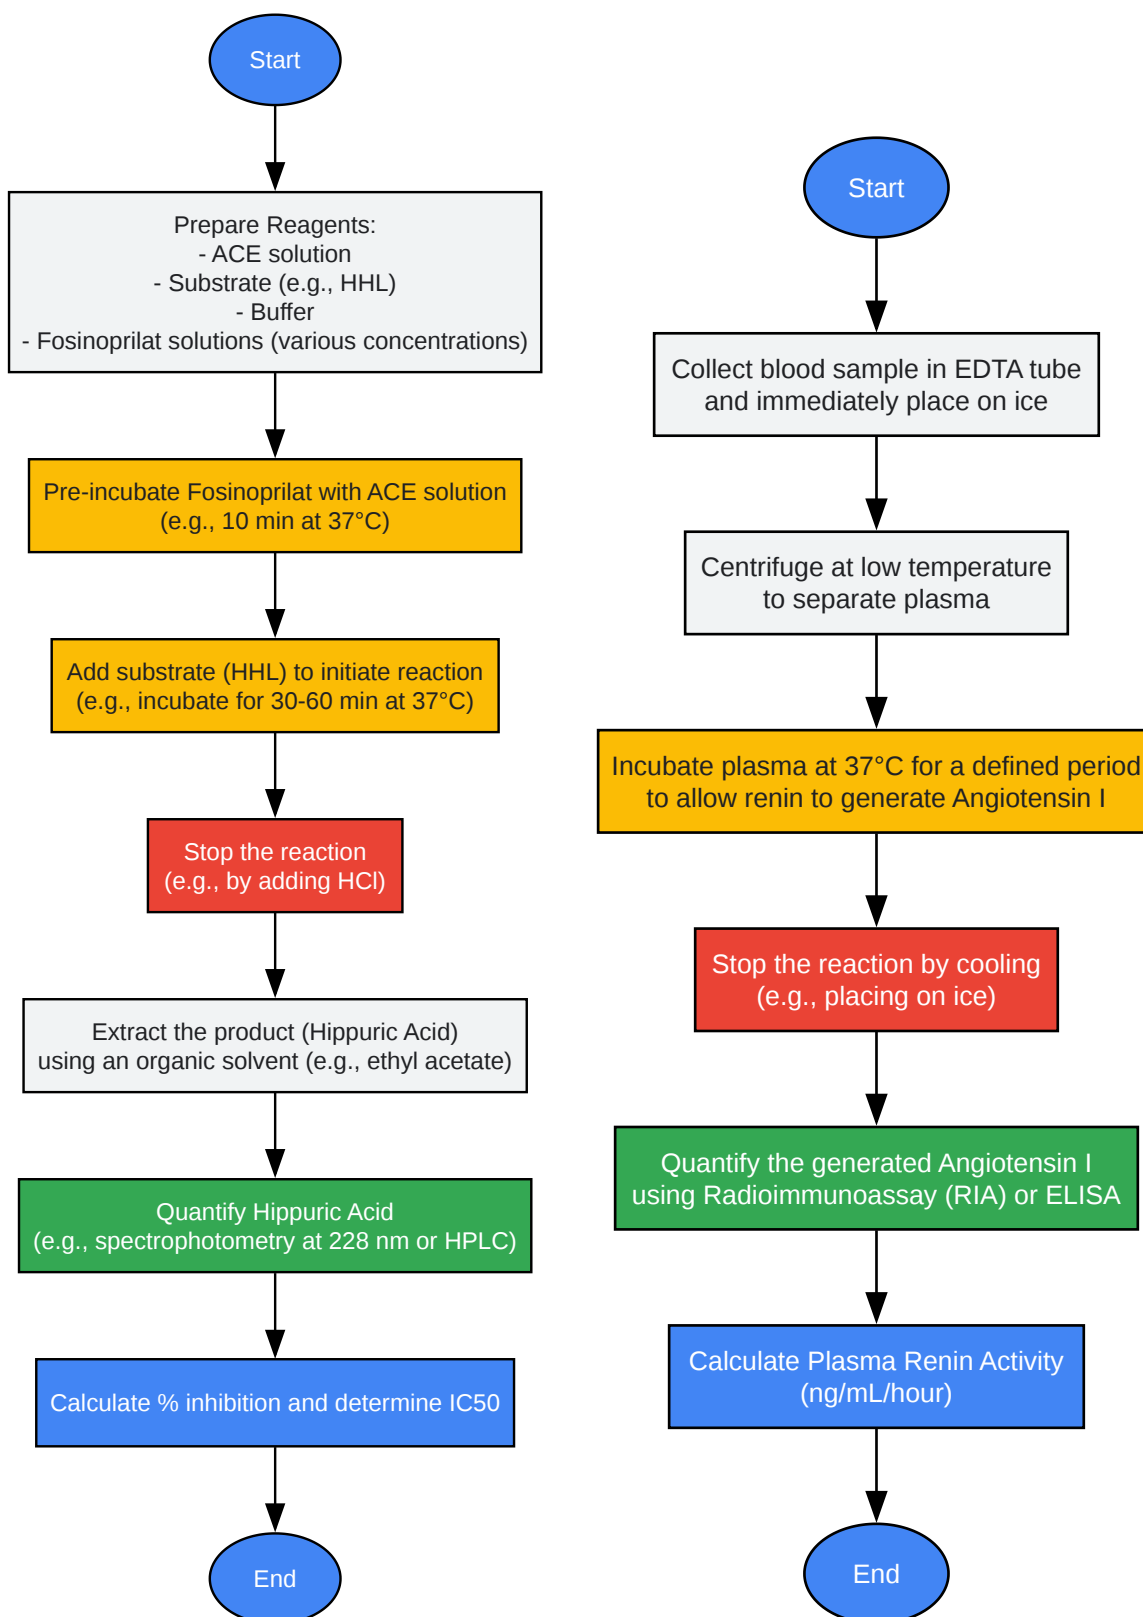 Start
Prepare Reagents:
- ACE solution
- Substrate (e.g., HHL)
- Buffer
- Fosinoprilat solutions (various concentrations)
Pre-incubate Fosinoprilat with ACE solution
(e.g., 10 min at 37°C)
Add substrate (HHL) to initiate reaction
(e.g., incubate for 30-60 min at 37°C)
Stop the reaction
(e.g., by adding HCl)
Extract the product (Hippuric Acid)
using an organic solvent (e.g., ethyl acetate)
Quantify Hippuric Acid
(e.g., spectrophotometry at 228 nm or HPLC)
Calculate % inhibition and determine IC50
End
Start
Collect blood sample in EDTA tube
and immediately place on ice
Centrifuge at low temperature
to separate plasma
Incubate plasma at 37°C for a defined period
to allow renin to generate Angiotensin I
Stop the reaction by cooling
(e.g., placing on ice)
Quantify the generated Angiotensin I
using Radioimmunoassay (RIA) or ELISA
Calculate Plasma Renin Activity
(ng/mL/hour)
End